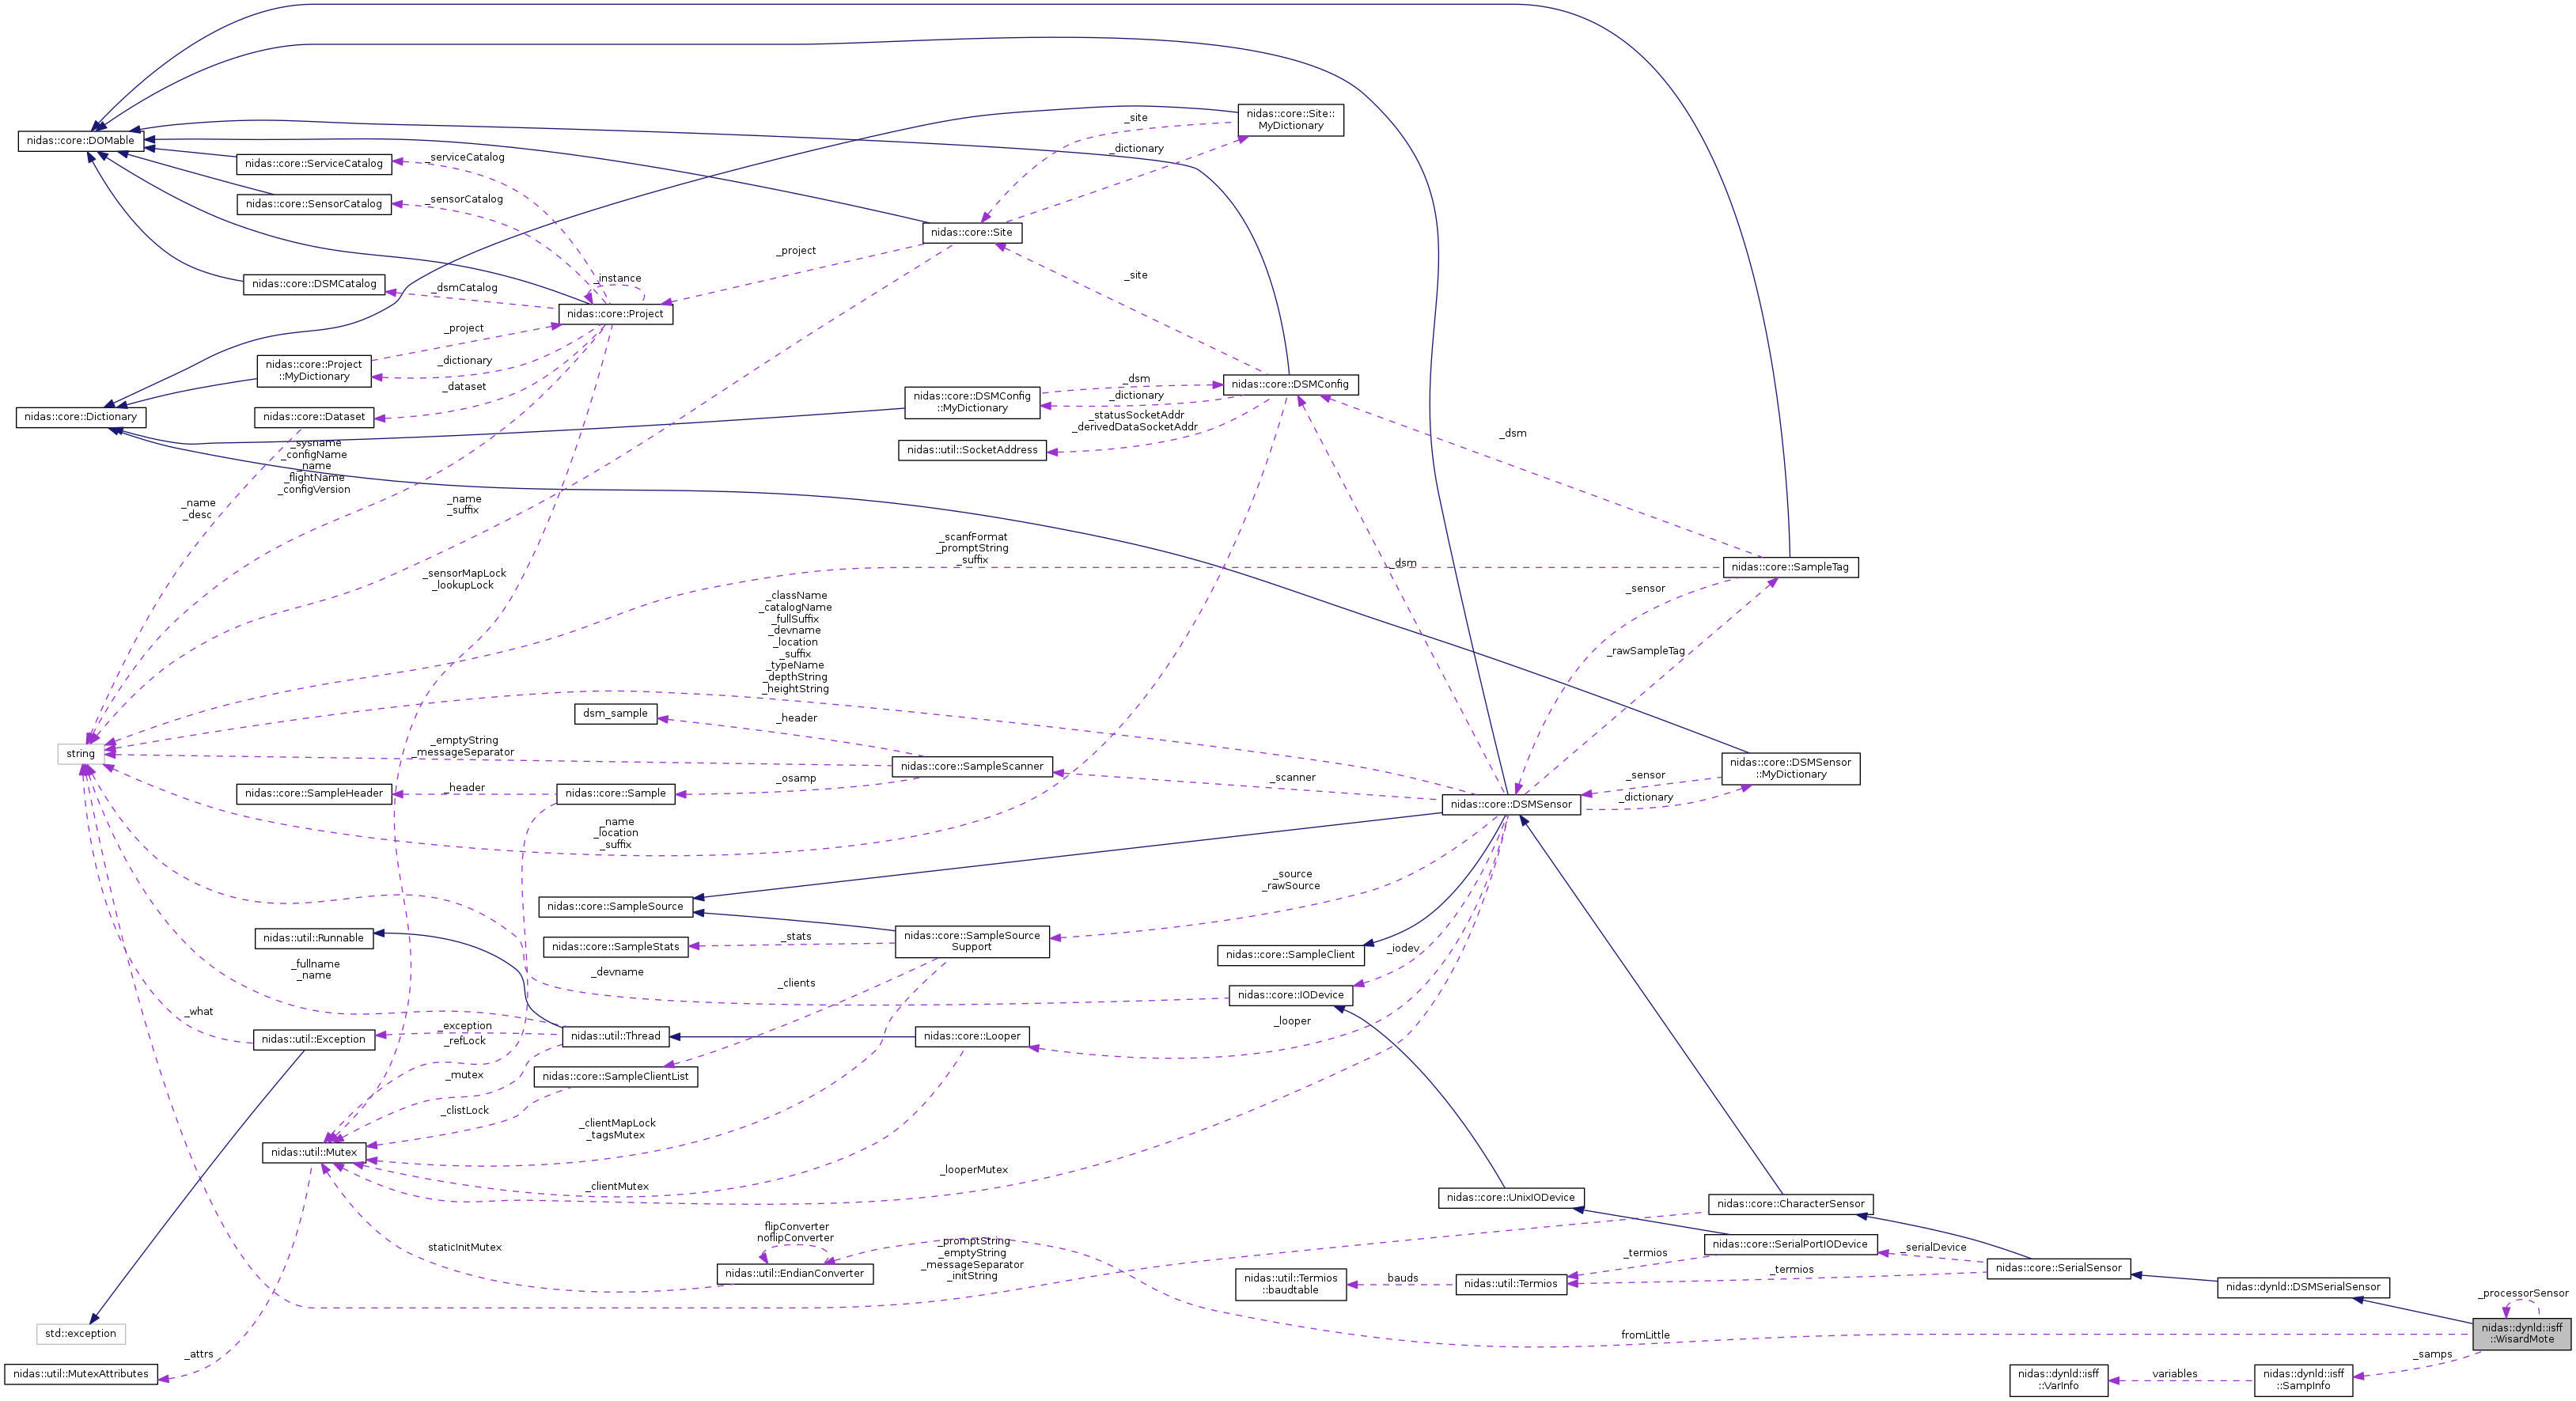 nidas::core::Site::
MyDictionary
_site
nidas::core::DOMable
_dictionary
_serviceCatalog
nidas::core::ServiceCatalog
_sensorCatalog
nidas::core::SensorCatalog
nidas::core::Site
_project
_site
_instance
nidas::core::DSMCatalog
_dsmCatalog
nidas::core::Project
_project
nidas::core::Project
::MyDictionary
_dictionary
_dataset
_dsm
nidas::core::DSMConfig
nidas::core::DSMConfig
::MyDictionary
_dictionary
nidas::core::Dictionary
nidas::core::Dataset
_statusSocketAddr
_derivedDataSocketAddr
_dsm
_sysname
_configName
_name
_flightName
_configVersion
nidas::util::SocketAddress
_name
_desc
_name
_suffix
_scanfFormat
_promptString
_suffix
_dsm
nidas::core::SampleTag
_sensorMapLock
_lookupLock
_sensor
_className
_catalogName
_fullSuffix
_devname
_location
_suffix
_typeName
_depthString
_heightString
_rawSampleTag
dsm_sample
_header
string
_emptyString
_messageSeparator
nidas::core::SampleScanner
nidas::core::DSMSensor
::MyDictionary
_sensor
_scanner
_osamp
nidas::core::SampleHeader
_header
nidas::core::Sample
_dictionary
nidas::core::DSMSensor
_name
_location
_suffix
_source
_rawSource
nidas::core::SampleSource
nidas::util::Runnable
nidas::core::SampleStats
_stats
nidas::core::SampleSource
Support
nidas::core::SampleClient
_iodev
_fullname
_name
_devname
_clients
nidas::core::IODevice
_what
_exception
_refLock
_looper
nidas::util::Exception
nidas::util::Thread
nidas::core::Looper
_mutex
nidas::core::SampleClientList
_clistLock
_clientMapLock
_tagsMutex
nidas::util::Mutex
_looperMutex
_clientMutex
nidas::core::UnixIODevice
nidas::core::CharacterSensor
flipConverter
noflipConverter
staticInitMutex
_promptString
_emptyString
_messageSeparator
_initString
nidas::core::SerialPortIODevice
_serialDevice
_termios
nidas::util::EndianConverter
nidas::util::Termios
::baudtable
bauds
nidas::util::Termios
_termios
nidas::core::SerialSensor
nidas::dynld::DSMSerialSensor
_processorSensor
std::exception
fromLittle
nidas::dynld::isff
::WisardMote
_attrs
_samps
nidas::util::MutexAttributes
nidas::dynld::isff
::VarInfo
variables
nidas::dynld::isff
::SampInfo